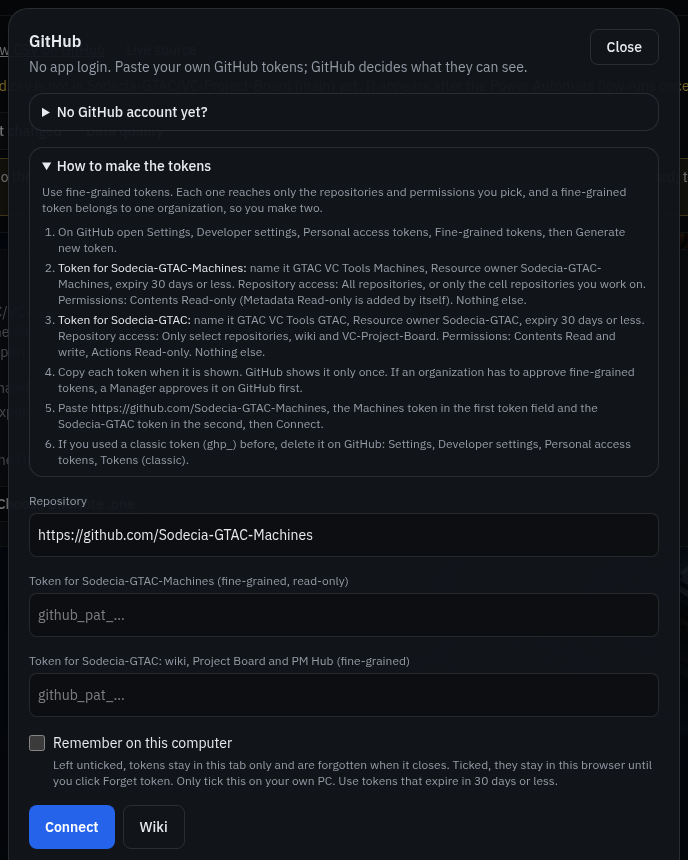 GitHub
Close
No app login. Paste your own GitHub tokens; GitHub decides what they can see.
▶ No GitHub account yet?
▼ How to make the tokens
Use fine-grained tokens. Each one reaches only the repositories and permissions you pick, and a fine-grained
token belongs to one organization, so you make two.
1. On GitHub open Settings, Developer settings, Personal access tokens, Fine-grained tokens, then Generate
new token.
2. Token for Sodecia-GTAC-Machines: name it GTAC VC Tools Machines, Resource owner Sodecia-GTAC-
Machines, expiry 30 days or less. Repository access: All repositories, or only the cell repositories you work on.
Permissions: Contents Read-only (Metadata Read-only is added by itself). Nothing else.
3. Token for Sodecia-GTAC: name it GTAC VC Tools GTAC, Resource owner Sodecia-GTAC, expiry 30 days or less.
Repository access: Only select repositories, wiki and VC-Project-Board. Permissions: Contents Read and
write, Actions Read-only. Nothing else.
4. Copy each token when it is shown. GitHub shows it only once. If an organization has to approve fine-grained
tokens, a Manager approves it on GitHub first.
5. Paste https://github.com/Sodecia-GTAC-Machines, the Machines token in the first token field and the
Sodecia-GTAC token in the second, then Connect.
6. If you used a classic token (ghp_) before, delete it on GitHub: Settings, Developer settings, Personal access
tokens, Tokens (classic).
Repository
https://github.com/Sodecia-GTAC-Machines
Token for Sodecia-GTAC-Machines (fine-grained, read-only)
github_pat_...
Token for Sodecia-GTAC: wiki, Project Board and PM Hub (fine-grained)
github_pat_...
Remember on this computer
Left unticked, tokens stay in this tab only and are forgotten when it closes. Ticked, they stay in this browser until
you click Forget token. Only tick this on your own PC. Use tokens that expire in 30 days or less.
Connect
Wiki